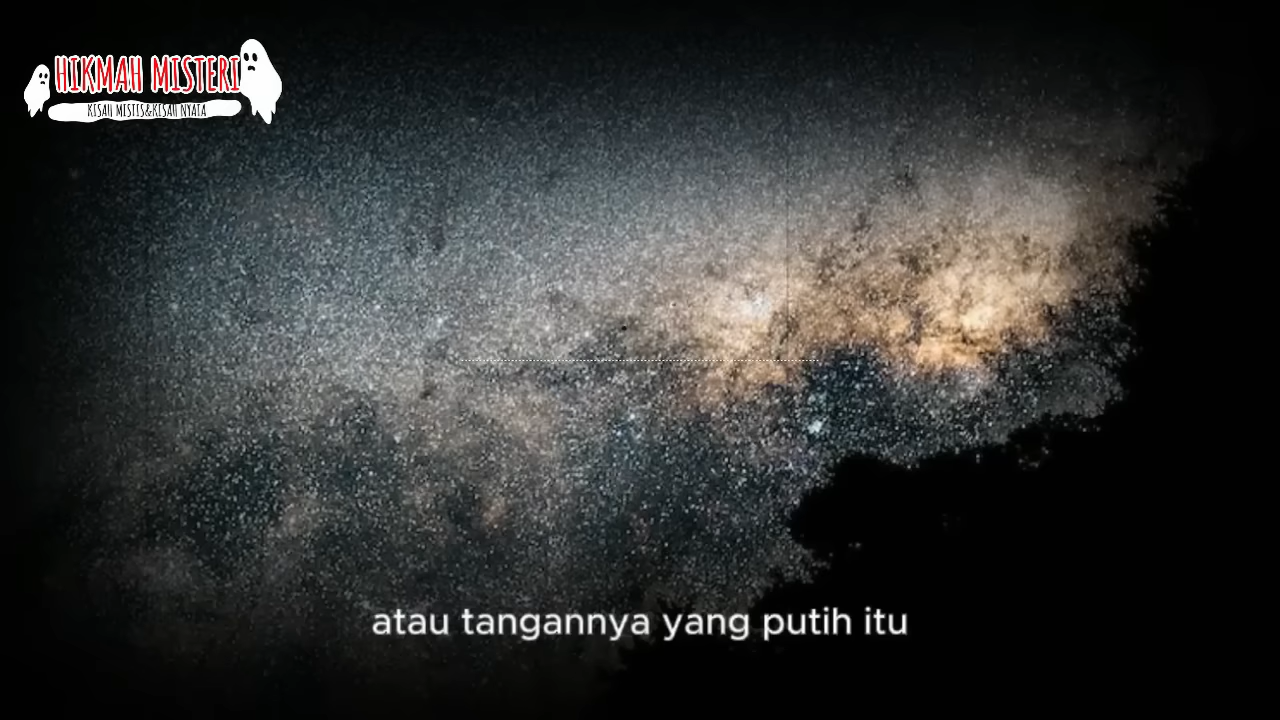 HIKMAH MISTERI
KISAH MISTIS&KISAH NYATA
atau tangannya yang putih itu